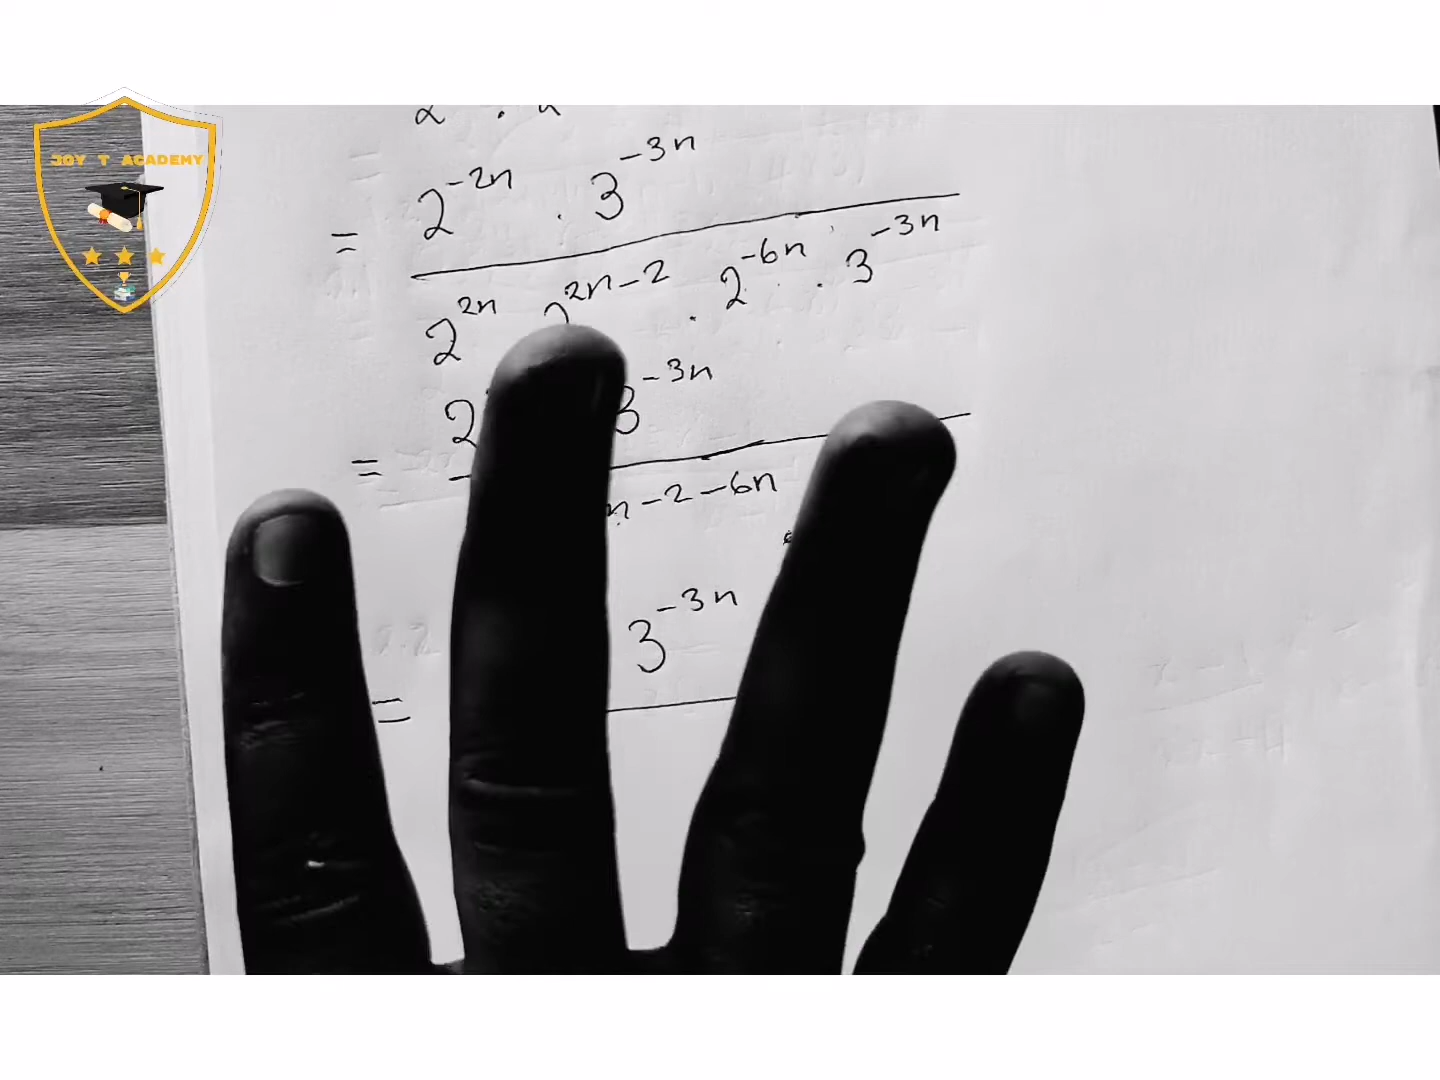 JOY T ACADEMY
= 2^{-2n} . 3^{-3n}
2^{2n} 2^{2n-2} . 2^{-6n} . 3^{-3n}
= 2 3^{-3n}
n-2-6n
= 3^{-3n}